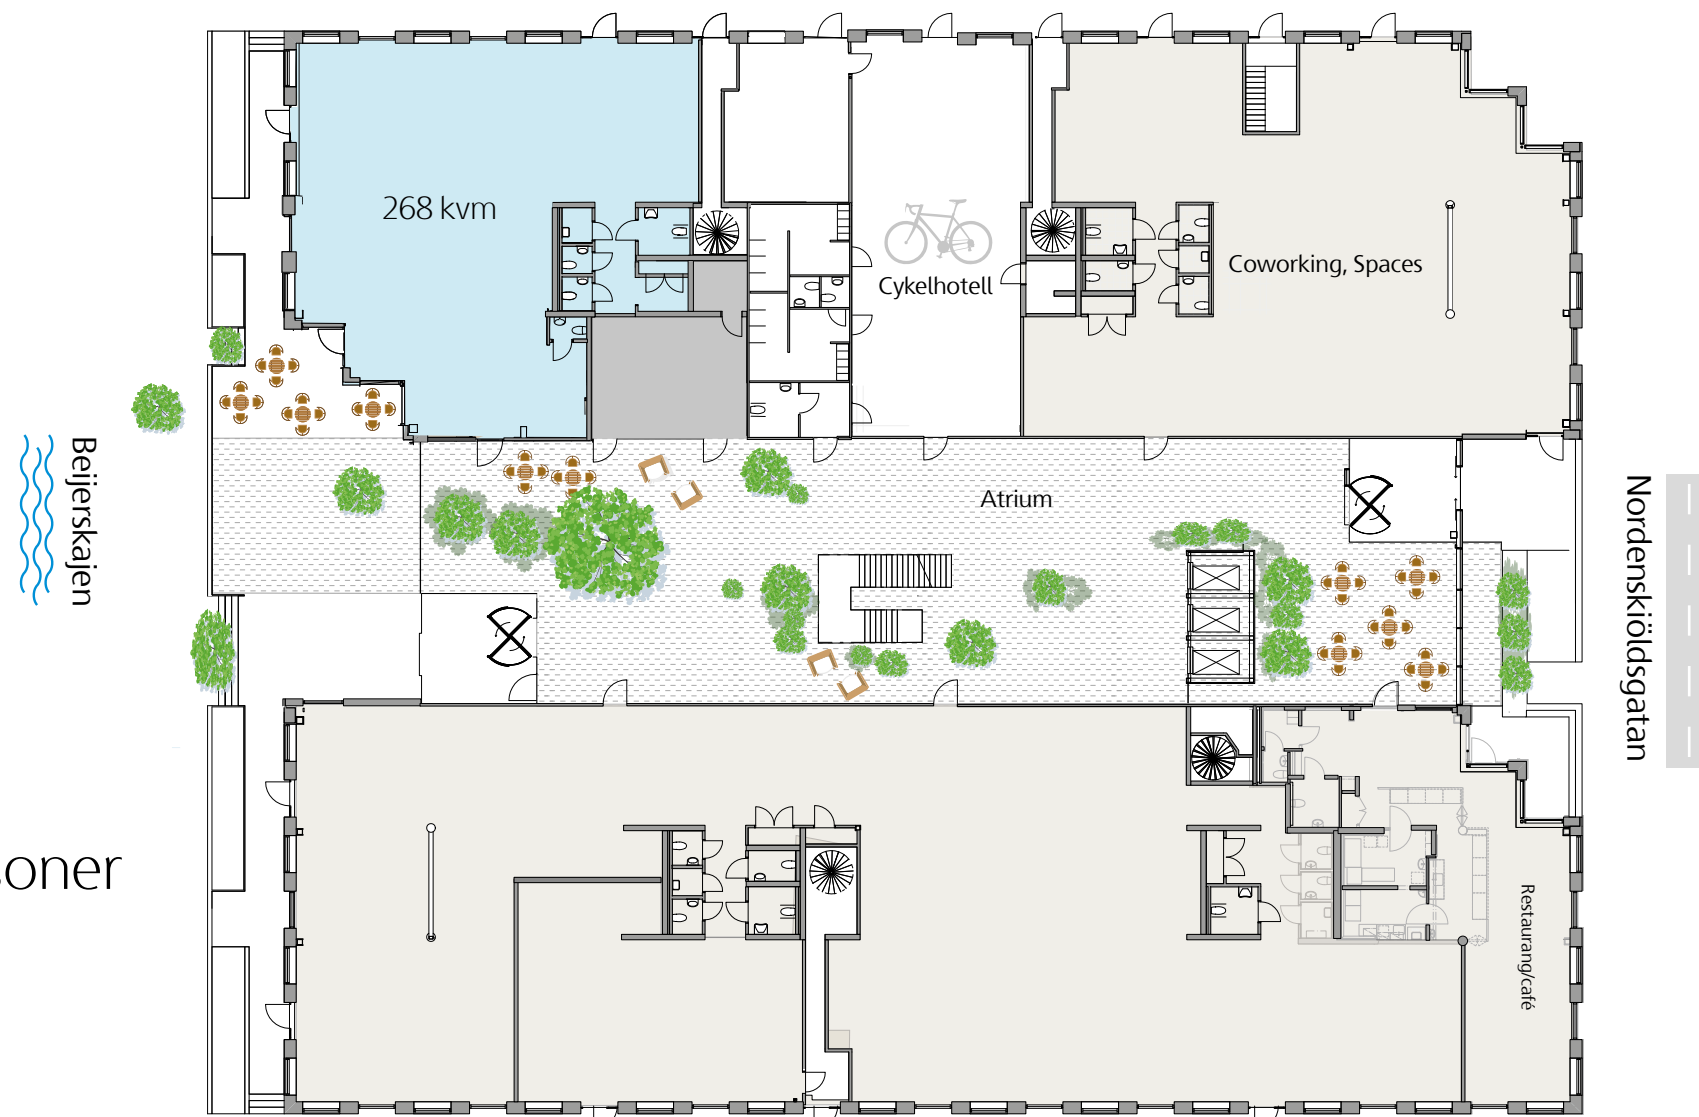 268 kvm
Cykelhotell
Coworking, Spaces
Atrium
Beijerskajen
Nordenskiöldsgatan
oner
Restaurang/café